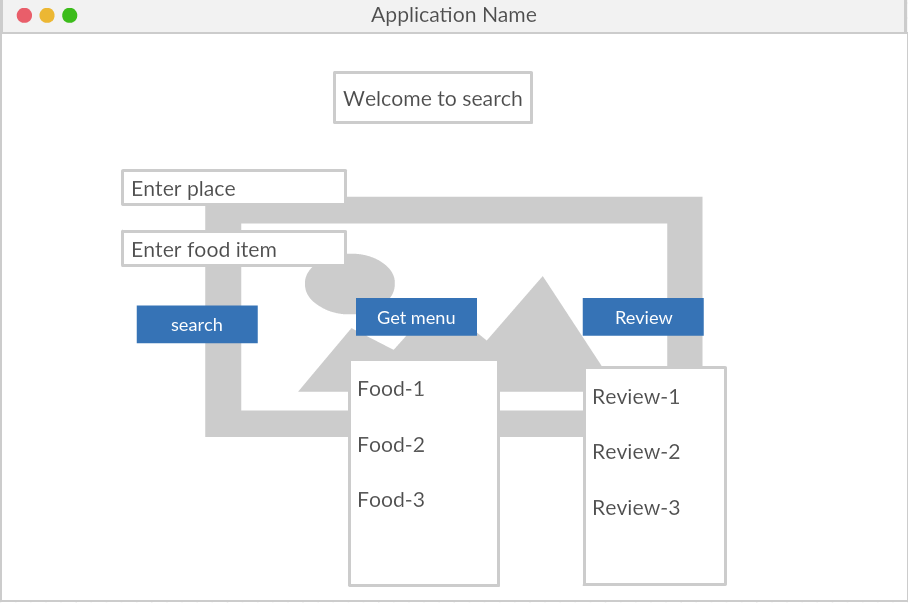 Application Name
Welcome to search
Enter place
Enter food item
search
Get menu
Review
Food-1
Food-2
Food-3
Review-1
Review-2
Review-3